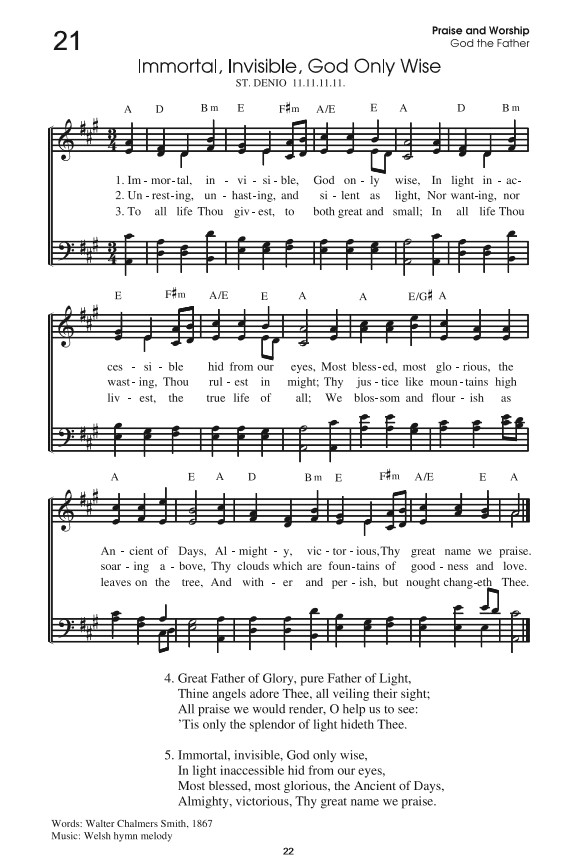 21
Praise and Worship
God the Father
Immortal, Invisible, God Only Wise
ST. DENIO 11.11.11.11.
A D Bm E F♯m A/E E A D Bm
1. Im - mor-tal, in - vi - si-ble, God on-ly wise, In light in - ac-
2. Un - rest-ing, un - hast-ing, and si - lent as light, Nor want-ing, nor
3. To all life Thou giv-est, to both great and small; In all life Thou
E F♯m A/E E A A E/G♯ A
ces - si - ble hid from our eyes, Most bless-ed, most glo - rious, the
wast - ing, Thou rul - est in might; Thy jus - tice like moun - tains high
liv - est, the true life of all; We blos-som and flour - ish as
A E A D Bm E F♯m A/E E A
An - cient of Days, Al - might - y, vic - tor - ious,Thy great name we praise.
soar - ing a - bove, Thy clouds which are foun - tains of good - ness and love.
leaves on the tree, And with - er and per - ish, but nought chang-eth Thee.
4. Great Father of Glory, pure Father of Light,
Thine angels adore Thee, all veiling their sight;
All praise we would render, O help us to see:
’Tis only the splendor of light hideth Thee.
5. Immortal, invisible, God only wise,
In light inaccessible hid from our eyes,
Most blessed, most glorious, the Ancient of Days,
Almighty, victorious, Thy great name we praise.
Words: Walter Chalmers Smith, 1867
Music: Welsh hymn melody
22